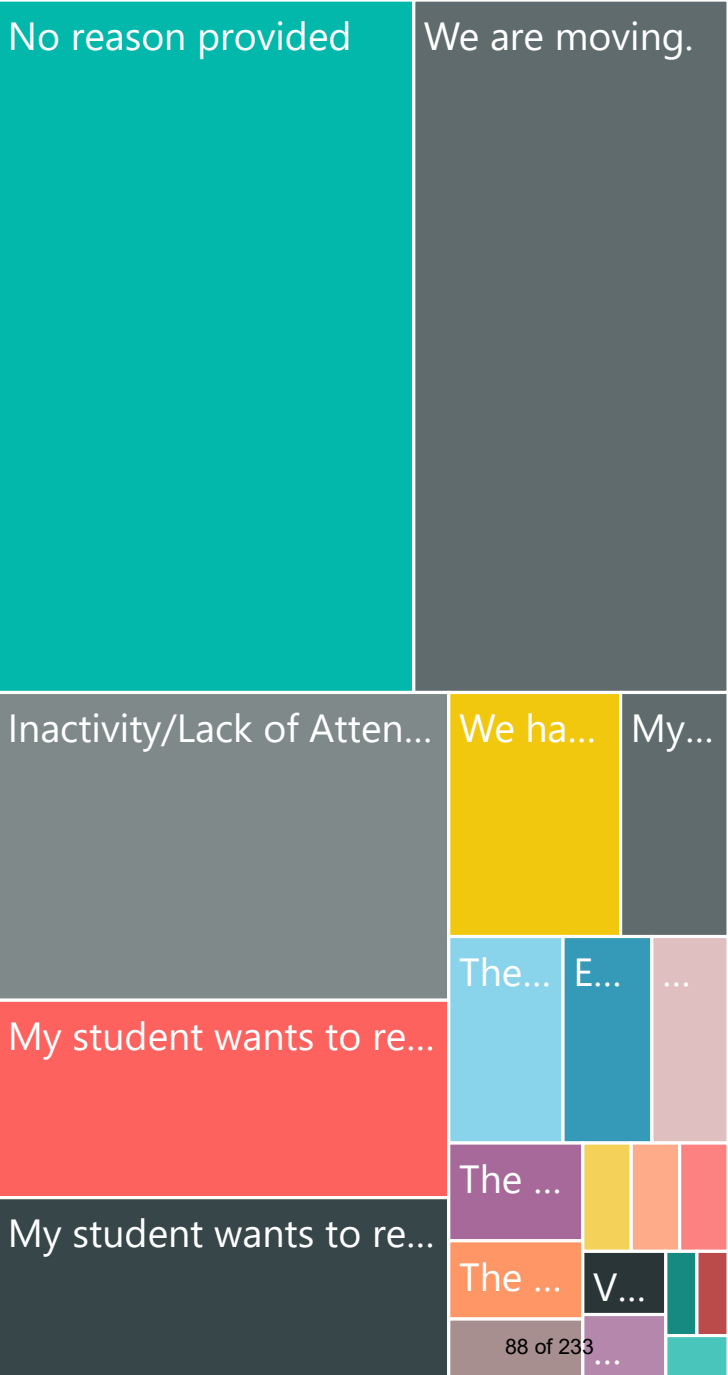 No reason provided
We are moving.
Inactivity/Lack of Atten...
We ha...
My...
My student wants to re...
My student wants to re...
The...
E...
...
The ...
The ...
V...
...
88 of 233